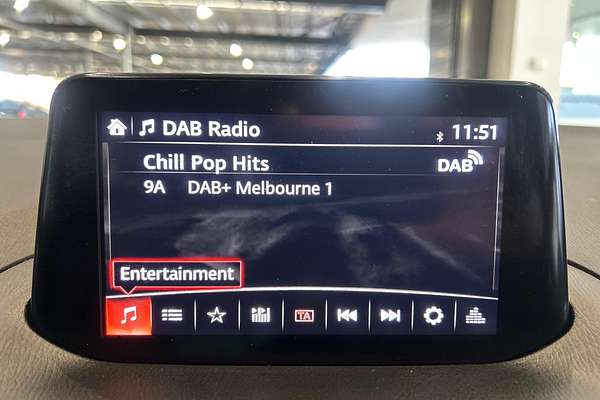 DAB Radio 11:51
Chill Pop Hits DAB
9A DAB+ Melbourne 1
Entertainment
TA